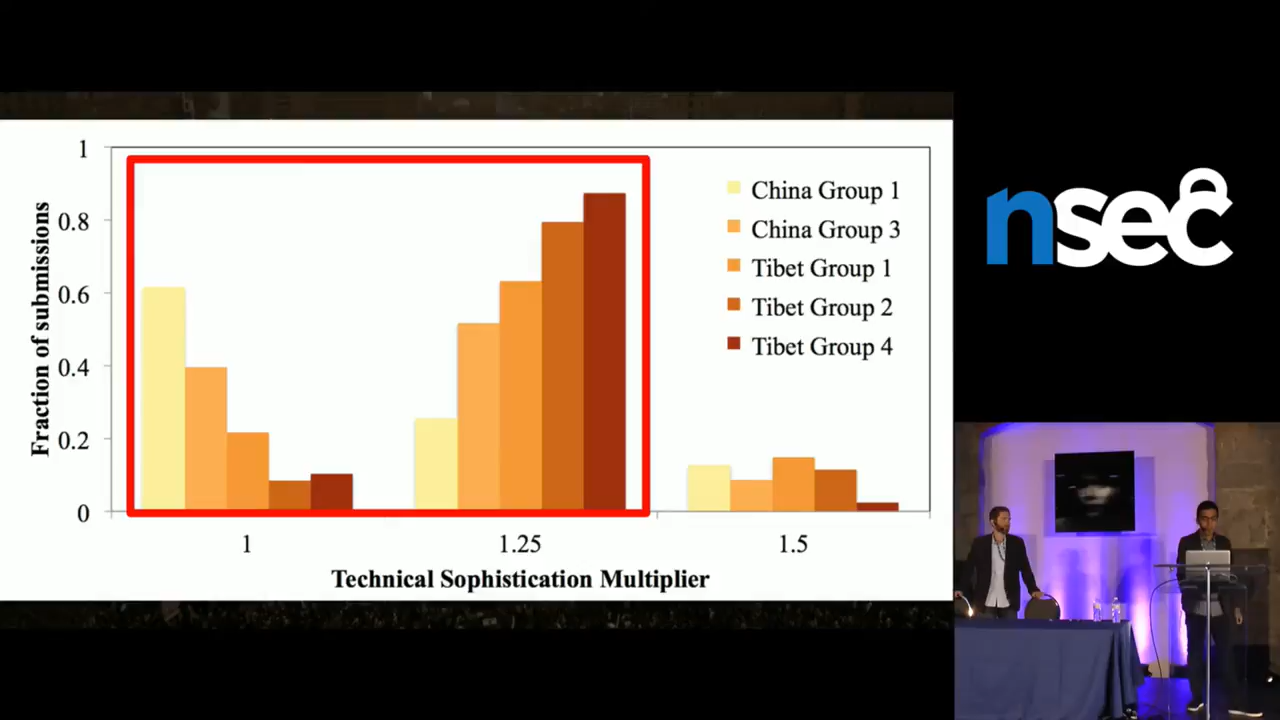 1
0.8
0.6
0.4
0.2
0
Fraction of submissions
China Group 1
China Group 3
Tibet Group 1
Tibet Group 2
Tibet Group 4
1
1.25
1.5
Technical Sophistication Multiplier
nsec